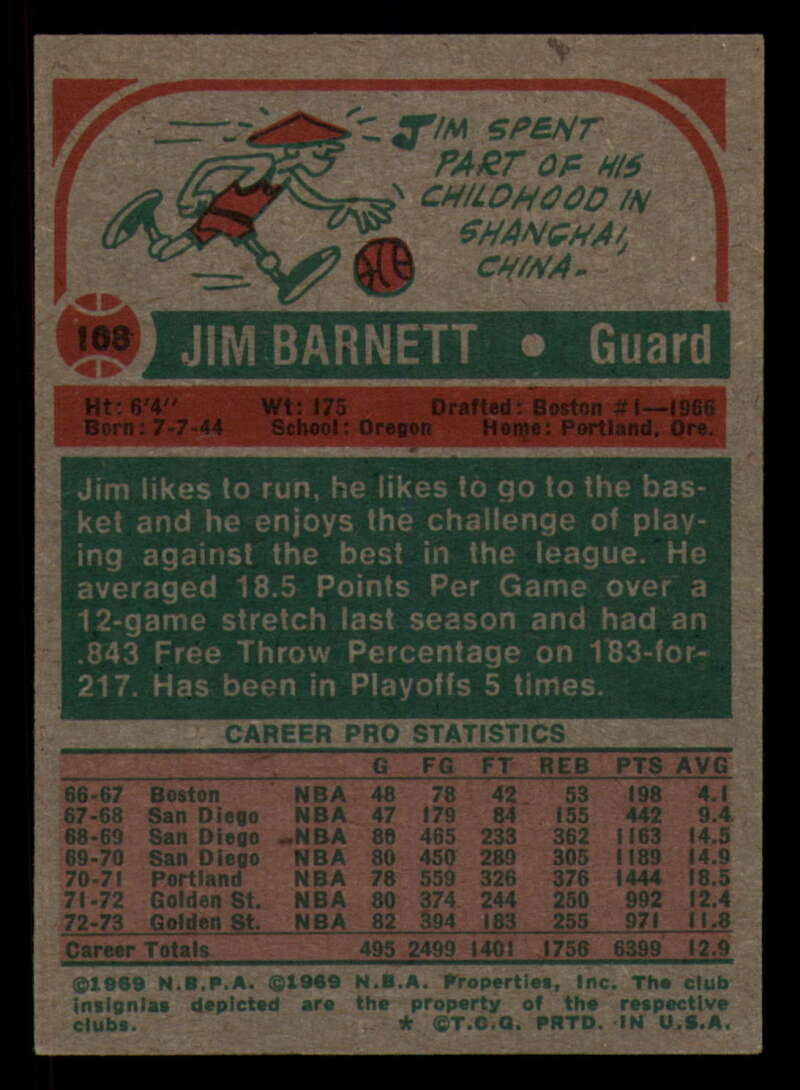 JIM SPENT
PART OF HIS
CHILDHOOD IN
SHANGHAI,
CHINA.
108 JIM BARNETT • Guard
Ht: 6'4" Wt: 175 Drafted: Boston #1—1966
Born: 7-7-44 School: Oregon Home: Portland, Ore.
Jim likes to run, he likes to go to the bas-
ket and he enjoys the challenge of play-
ing against the best in the league. He
averaged 18.5 Points Per Game over a
12-game stretch last season and had an
.843 Free Throw Percentage on 183-for-
217. Has been in Playoffs 5 times.
CAREER PRO STATISTICS
G FG FT REB PTS AVG
66-67 Boston NBA 48 78 42 53 198 4.1
67-68 San Diego NBA 47 179 84 155 442 9.4
68-69 San Diego NBA 80 465 233 362 1163 14.5
69-70 San Diego NBA 80 450 289 305 1189 14.9
70-71 Portland NBA 78 559 326 376 1444 18.5
71-72 Golden St. NBA 80 374 244 250 992 12.4
72-73 Golden St. NBA 82 394 183 255 971 11.8
Career Totals 495 2499 1401 1756 6399 12.9
©1969 N.B.P.A. ©1969 N.B.A. Properties, Inc. The club
insignias depicted are the property of the respective
clubs. * ©T.C.G. PRTD. IN U.S.A.